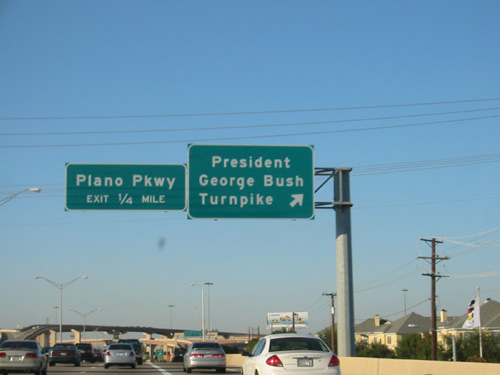 Plano Pkwy
EXIT ¼ MILE
President
George Bush
Turnpike